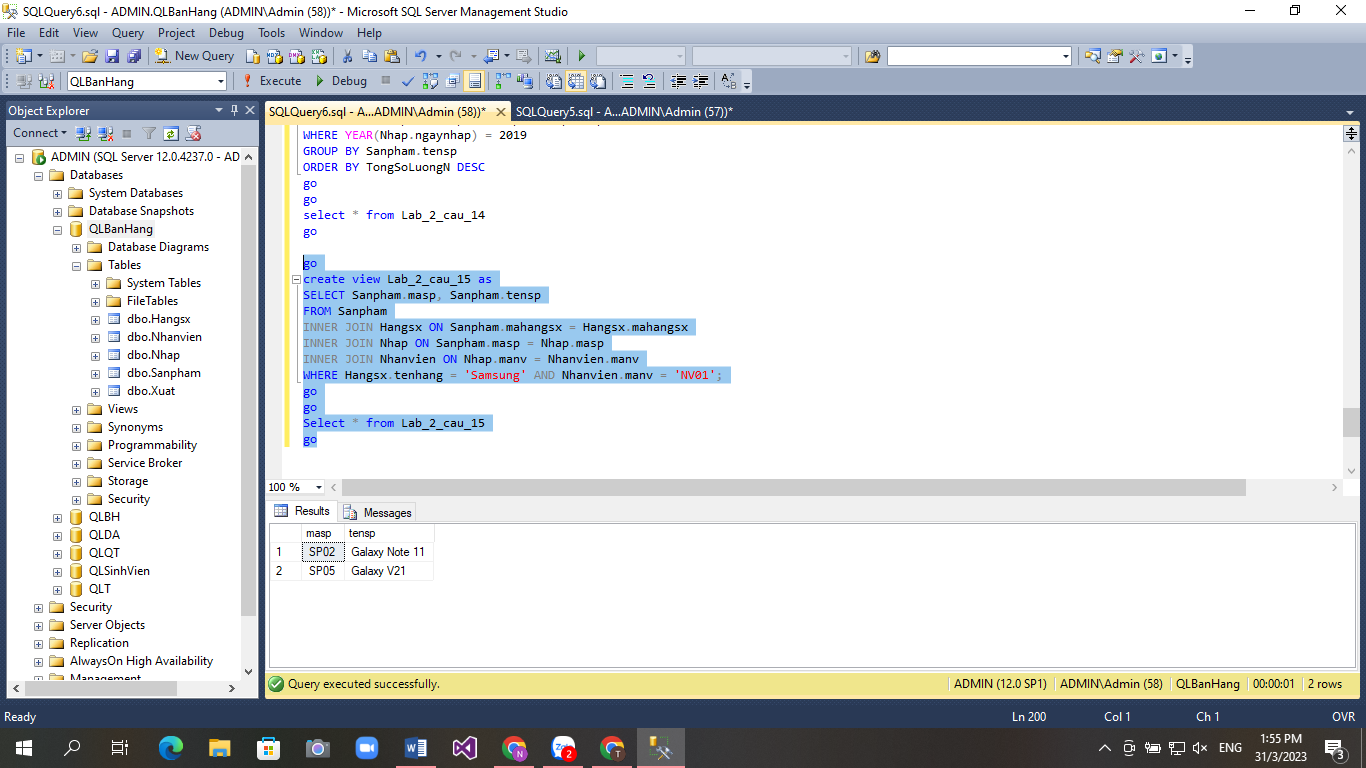 SQLQuery6.sql - ADMIN.QLBanHang (ADMIN\Admin (58))* - Microsoft SQL Server Management Studio
File Edit View Query Project Debug Tools Window Help
New Query
QLBanHang Execute Debug
Object Explorer
Connect
ADMIN (SQL Server 12.0.4237.0 - AD
Databases
System Databases
Database Snapshots
QLBanHang
Database Diagrams
Tables
System Tables
FileTables
dbo.Hangsx
dbo.Nhanvien
dbo.Nhap
dbo.Sanpham
dbo.Xuat
Views
Synonyms
Programmability
Service Broker
Storage
Security
QLBH
QLDA
QLQT
QLSinhVien
QLT
Security
Server Objects
Replication
AlwaysOn High Availability
Management
SQLQuery6.sql - A...ADMIN\Admin (58))* SQLQuery5.sql - A...ADMIN\Admin (57))*
WHERE YEAR(Nhap.ngaynhap) = 2019
GROUP BY Sanpham.tensp
ORDER BY TongSoLuongN DESC
go
go
select * from Lab_2_cau_14
go
go
create view Lab_2_cau_15 as
SELECT Sanpham.masp, Sanpham.tensp
FROM Sanpham
INNER JOIN Hangsx ON Sanpham.mahangsx = Hangsx.mahangsx
INNER JOIN Nhap ON Sanpham.masp = Nhap.masp
INNER JOIN Nhanvien ON Nhap.manv = Nhanvien.manv
WHERE Hangsx.tenhang = 'Samsung' AND Nhanvien.manv = 'NV01';
go
go
Select * from Lab_2_cau_15
go
100 %
Results Messages
masp tensp
1 SP02 Galaxy Note 11
2 SP05 Galaxy V21
Query executed successfully. ADMIN (12.0 SP1) ADMIN\Admin (58) QLBanHang 00:00:01 2 rows
Ready Ln 200 Col 1 Ch 1 OVR
ENG 1:55 PM
31/3/2023